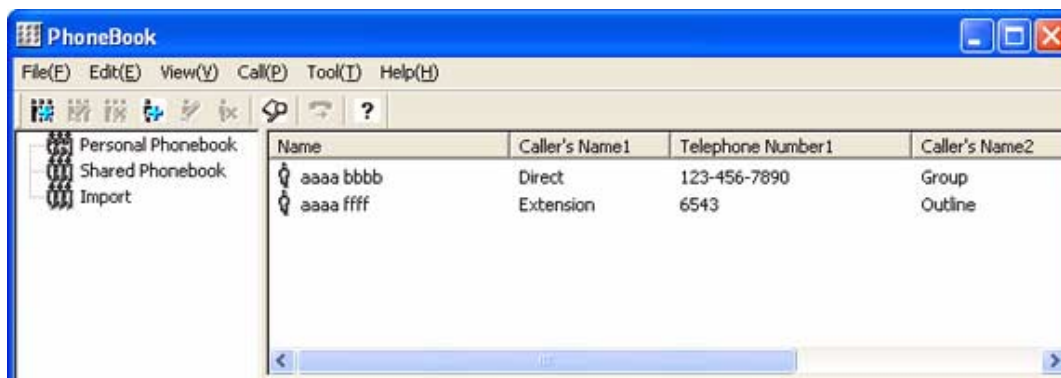 PhoneBook
File(F) Edit(E) View(V) Call(P) Tool(T) Help(H)
?
Personal Phonebook
Shared Phonebook
Import
Name Caller's Name1 Telephone Number1 Caller's Name2
aaaa bbbb Direct 123-456-7890 Group
aaaa ffff Extension 6543 Outline